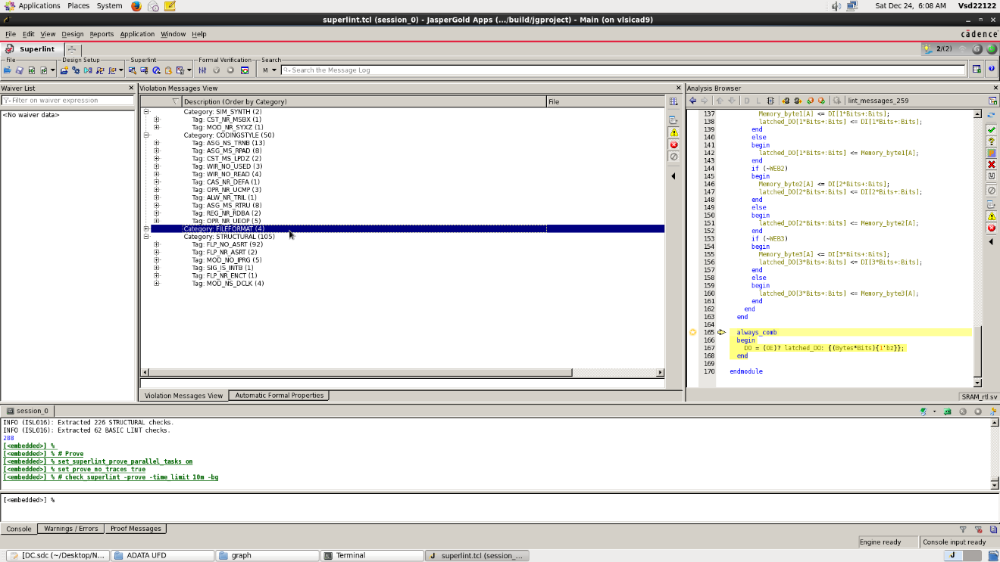 Applications Places System
Sat Dec 24, 6:08 AM Vsd22122
superlint.tcl (session_0) - JasperGold Apps (.../build/jgproject) - Main (on vlsicad9)
File Edit View Design Reports Application Window Help
cādence
Superlint
2/(2)
File Design Setup Superlint Formal Verification Search
M Search the Message Log
Waiver List
Filter on waiver expression
<No waiver data>
Violation Messages View
Description (Order by Category) File
Category: SIM_SYNTH (2)
Tag: CST_NR_MSBX (1)
Tag: MOD_NR_SYXZ (1)
Category: CODINGSTYLE (50)
Tag: ASG_NS_TRNB (13)
Tag: ASG_MS_RPAD (8)
Tag: CST_MS_LPDZ (2)
Tag: WIR_NO_USED (3)
Tag: WIR_NO_READ (4)
Tag: CAS_NR_DEFA (1)
Tag: OPR_NR_UCMP (3)
Tag: ALW_NR_TRIL (1)
Tag: ASG_MS_RTRU (8)
Tag: REG_NR_RDBA (2)
Tag: OPR_NR_UEOP (5)
Category: FILEFORMAT (4)
Category: STRUCTURAL (105)
Tag: FLP_NO_ASRT (92)
Tag: FLP_NR_ASRT (2)
Tag: MOD_NO_IPRG (5)
Tag: SIG_IS_INTB (1)
Tag: FLP_NR_ENCT (1)
Tag: MOD_NS_DCLK (4)
Violation Messages View Automatic Formal Properties
Analysis Browser
lint_messages_259
137 Memory_byte1[A] <= DI[1*Bits+:Bits];
138 latched_DO[1*Bits+:Bits] <= DI[1*Bits+:Bits];
139 end
140 else
141 begin
142 latched_DO[1*Bits+:Bits] <= Memory_byte1[A];
143 end
144 if (~WEB2)
145 begin
146 Memory_byte2[A] <= DI[2*Bits+:Bits];
147 latched_DO[2*Bits+:Bits] <= DI[2*Bits+:Bits];
148 end
149 else
150 begin
151 latched_DO[2*Bits+:Bits] <= Memory_byte2[A];
152 end
153 if (~WEB3)
154 begin
155 Memory_byte3[A] <= DI[3*Bits+:Bits];
156 latched_DO[3*Bits+:Bits] <= DI[3*Bits+:Bits];
157 end
158 else
159 begin
160 latched_DO[3*Bits+:Bits] <= Memory_byte3[A];
161 end
162 end
163 end
164
165 always_comb
166 begin
167 DO = (OE)? latched_DO: {(Bytes*Bits){1'bz}};
168 end
169
170 endmodule
SRAM_rtl.sv
session_0
INFO (ISL016): Extracted 226 STRUCTURAL checks.
INFO (ISL016): Extracted 62 BASIC LINT checks.
288
[<embedded>] %
[<embedded>] % # Prove
[<embedded>] % set superlint prove parallel_tasks on
[<embedded>] % set prove no_traces true
[<embedded>] % # check superlint -prove -time limit 10m -bg
[<embedded>] %
Console Warnings / Errors Proof Messages
Engine ready Console input ready
[DC.sdc (~/Desktop/N... ADATA UFD graph Terminal superlint.tcl (session_...